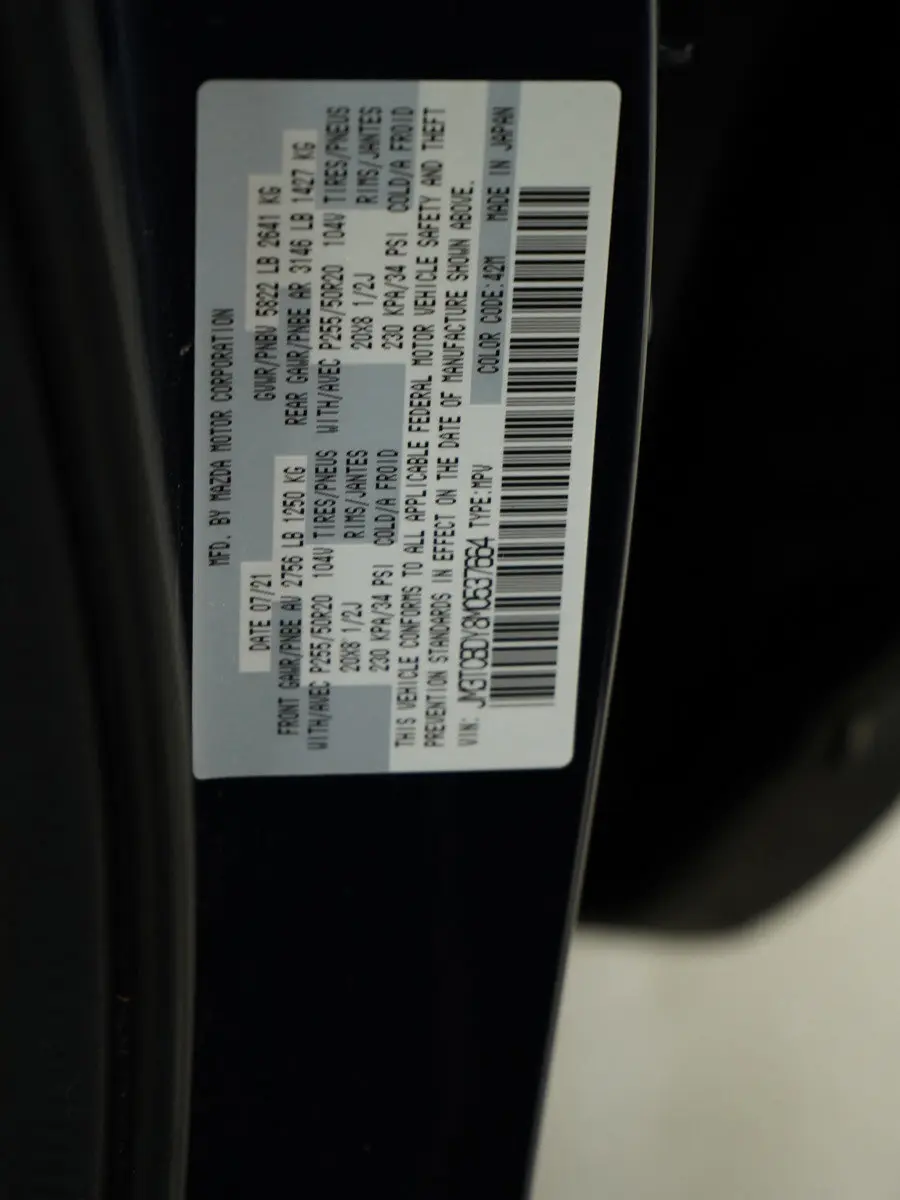 MFD. BY MAZDA MOTOR CORPORATION
DATE 07/21 GVWR/PNBV 5822 LB 2641 KG
FRONT GAWR/PNBE AV 2756 LB 1250 KG REAR GAWR/PNBE AR 3146 LB 1427 KG
WITH/AVEC P255/50R20 104V TIRES/PNEUS WITH/AVEC P255/50R20 104V TIRES/PNEUS
20X8 1/2J RIMS/JANTES 20X8 1/2J RIMS/JANTES
230 KPA/34 PSI COLD/A FROID 230 KPA/34 PSI COLD/A FROID
THIS VEHICLE CONFORMS TO ALL APPLICABLE FEDERAL MOTOR VEHICLE SAFETY AND THEFT
PREVENTION STANDARDS IN EFFECT ON THE DATE OF MANUFACTURE SHOWN ABOVE.
VIN: JM3TCBDY8M0537664 TYPE:MPV COLOR CODE:42M MADE IN JAPAN